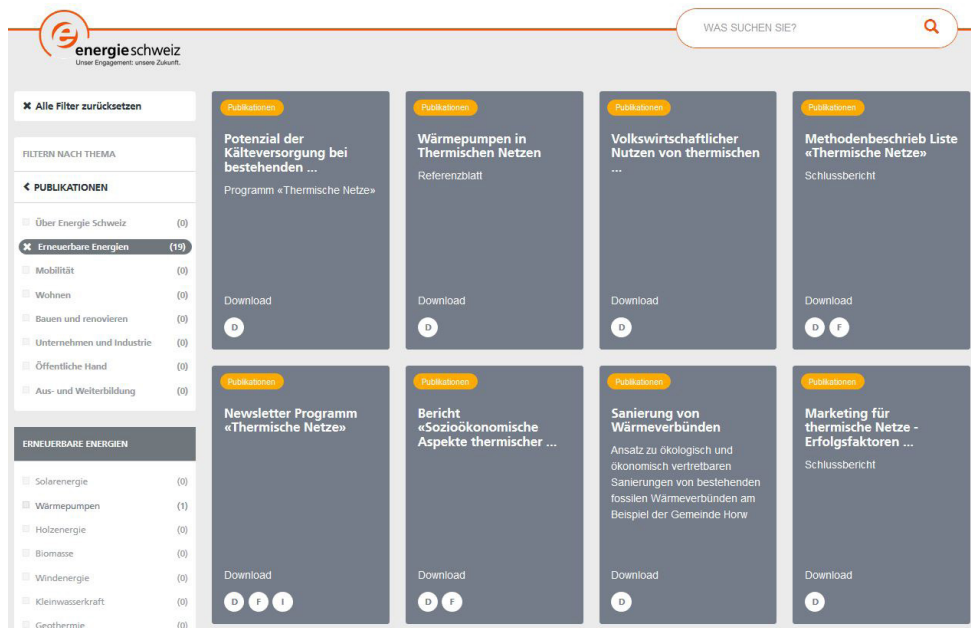 WAS SUCHEN SIE?
energieschweiz
Unser Engagement: unsere Zukunft.
✖ Alle Filter zurücksetzen
FILTERN NACH THEMA
PUBLIKATIONEN
Über Energie Schweiz (0)
✖ Erneuerbare Energien (19)
Mobilität (0)
Wohnen (0)
Bauen und renovieren (0)
Unternehmen und Industrie (0)
Öffentliche Hand (0)
Aus- und Weiterbildung (0)
ERNEUERBARE ENERGIEN
Solarenergie (0)
Wärmepumpen (1)
Holzenergie (0)
Biomasse (0)
Windenergie (0)
Kleinwasserkraft (0)
Geothermie (0)
Publikationen
Potenzial der
Kälteversorgung bei
bestehenden ...
Programm «Thermische Netze»
Download
D
Publikationen
Wärmepumpen in
Thermischen Netzen
Referenzblatt
Download
D
Publikationen
Volkswirtschaftlicher
Nutzen von thermischen
...
Download
D
Publikationen
Methodenbeschrieb Liste
«Thermische Netze»
Schlussbericht
Download
D F
Publikationen
Newsletter Programm
«Thermische Netze»
Download
D F I
Publikationen
Bericht
«Sozioökonomische
Aspekte thermischer ...
Download
D F
Publikationen
Sanierung von
Wärmeverbünden
Ansatz zu ökologisch und
ökonomisch vertretbaren
Sanierungen von bestehenden
fossilen Wärmeverbünden am
Beispiel der Gemeinde Horw
Download
D
Publikationen
Marketing für
thermische Netze -
Erfolgsfaktoren ...
Schlussbericht
Download
D